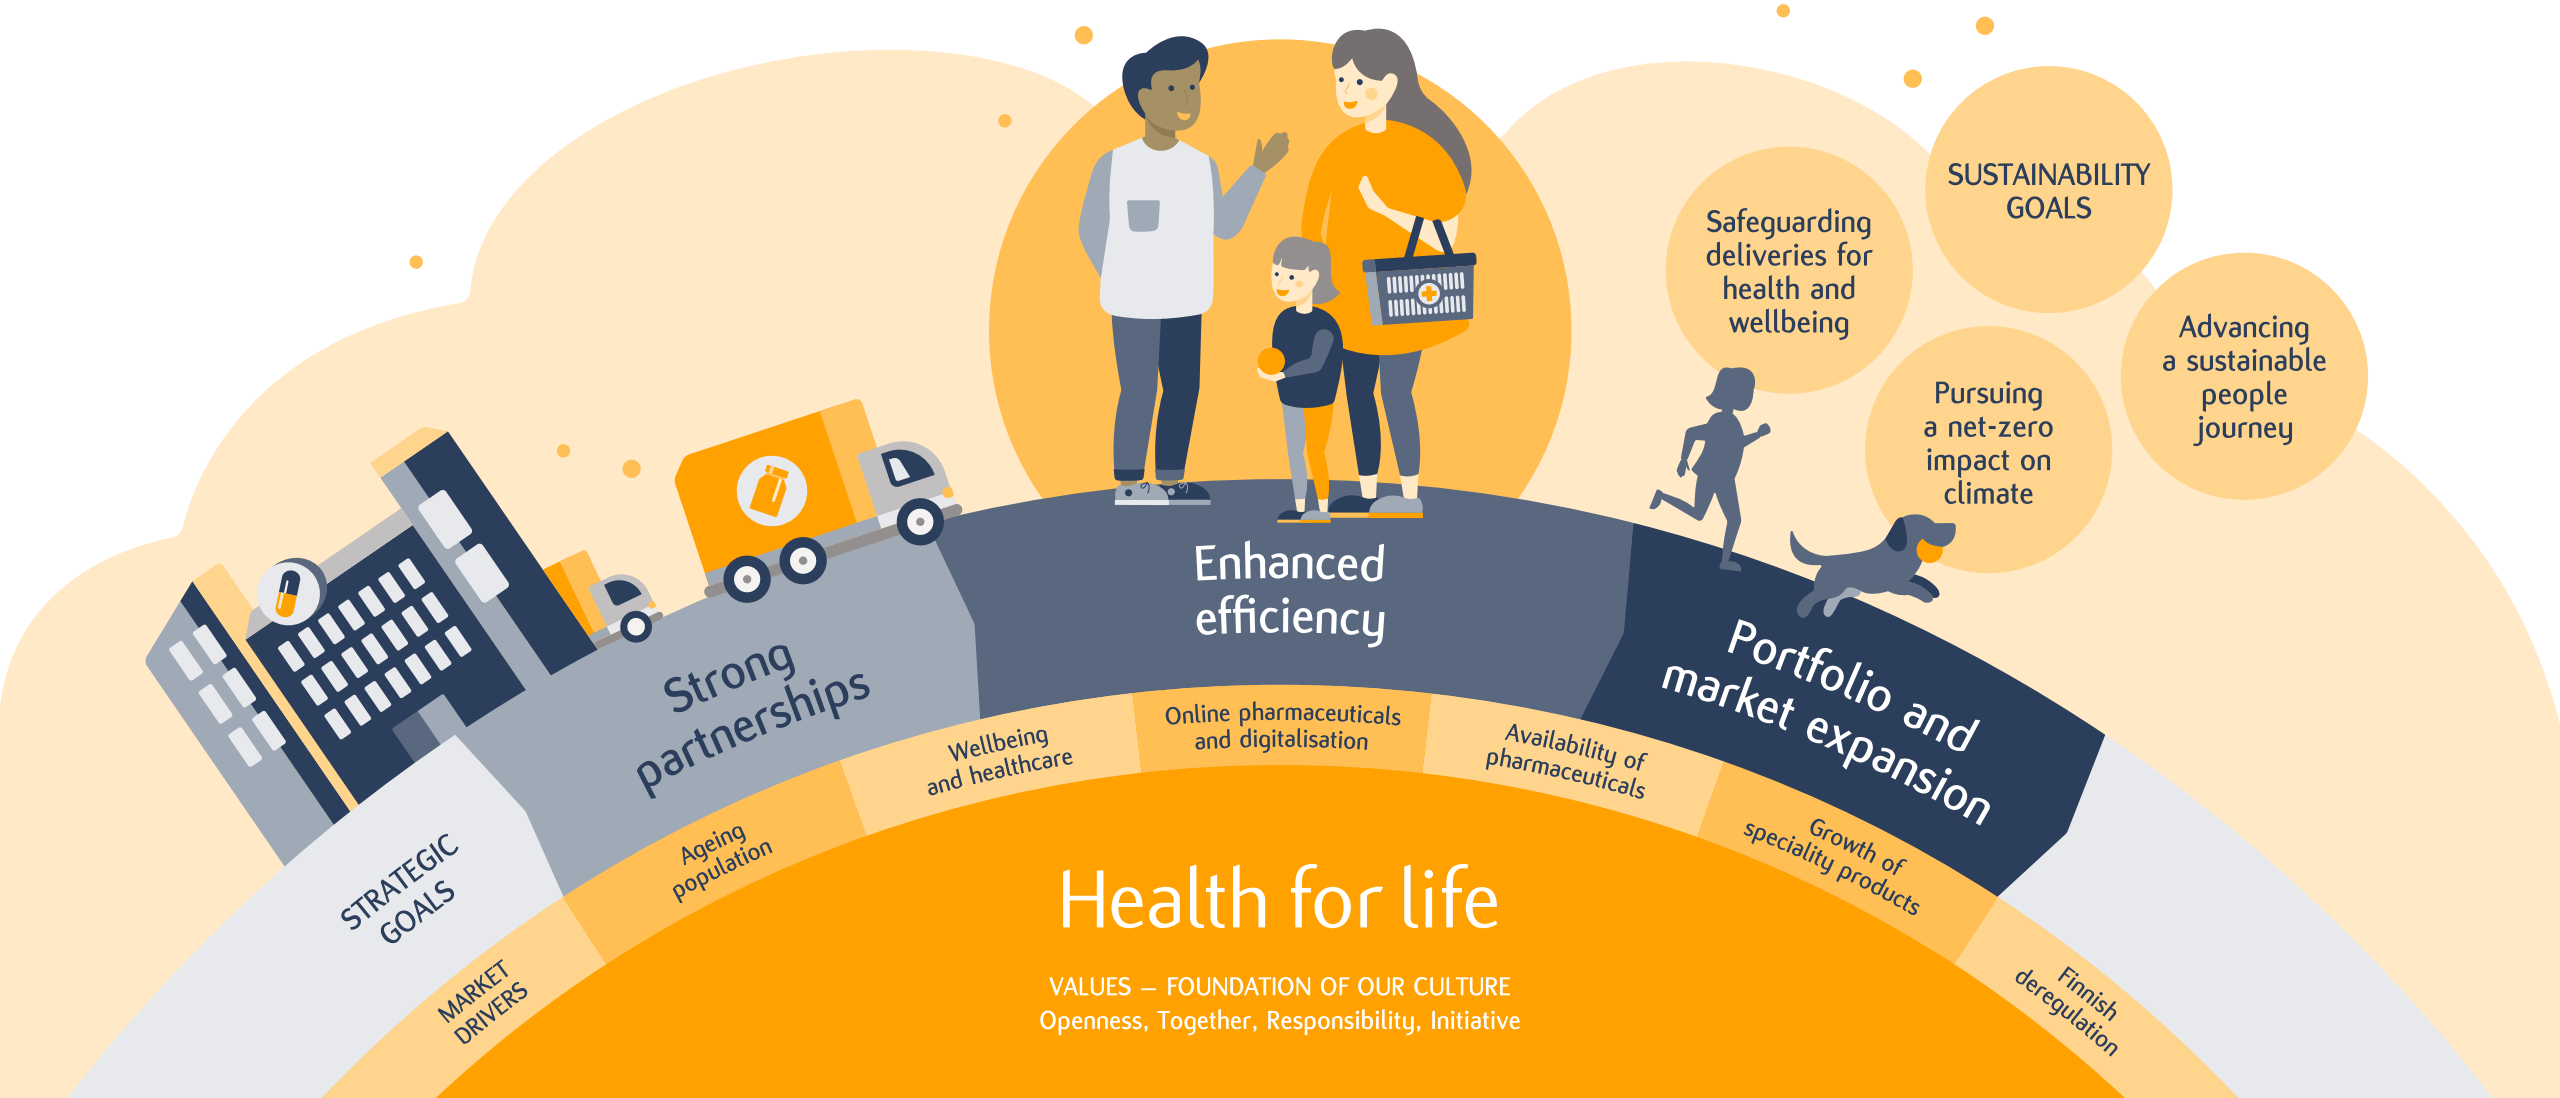 SUSTAINABILITY
GOALS
Safeguarding
deliveries for
health and
wellbeing
Advancing
a sustainable
people
journey
Pursuing
a net-zero
impact on
climate
STRATEGIC
GOALS
Strong
partnerships
Enhanced
efficiency
Portfolio and
market expansion
MARKET
DRIVERS
Ageing
population
Wellbeing
and healthcare
Online pharmaceuticals
and digitalisation
Availability of
pharmaceuticals
Growth of
speciality products
Finnish
deregulation
Health for life
VALUES – FOUNDATION OF OUR CULTURE
Openness, Together, Responsibility, Initiative